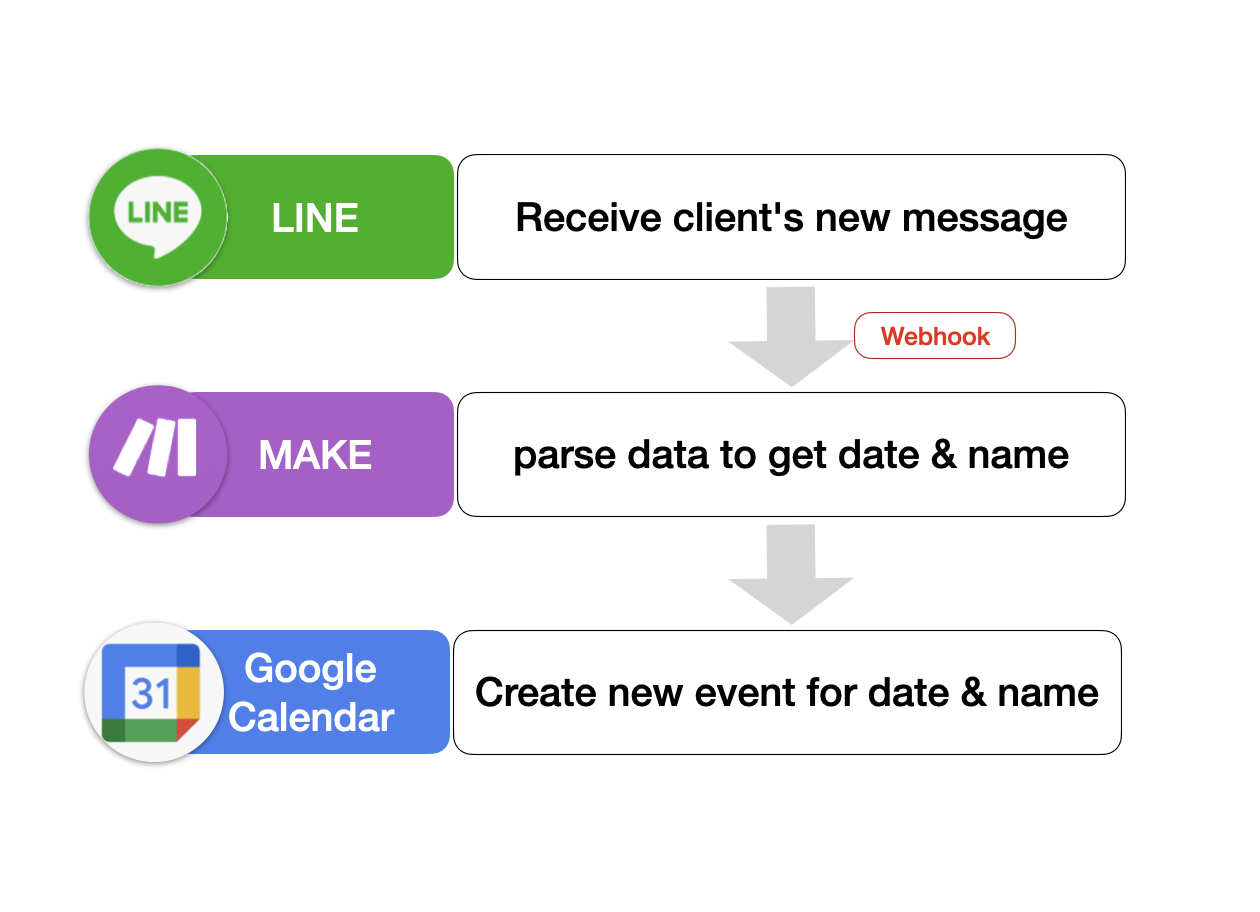 LINE
LINE
Receive client's new message
Webhook
MAKE
parse data to get date & name
31
Google
Calendar
Create new event for date & name